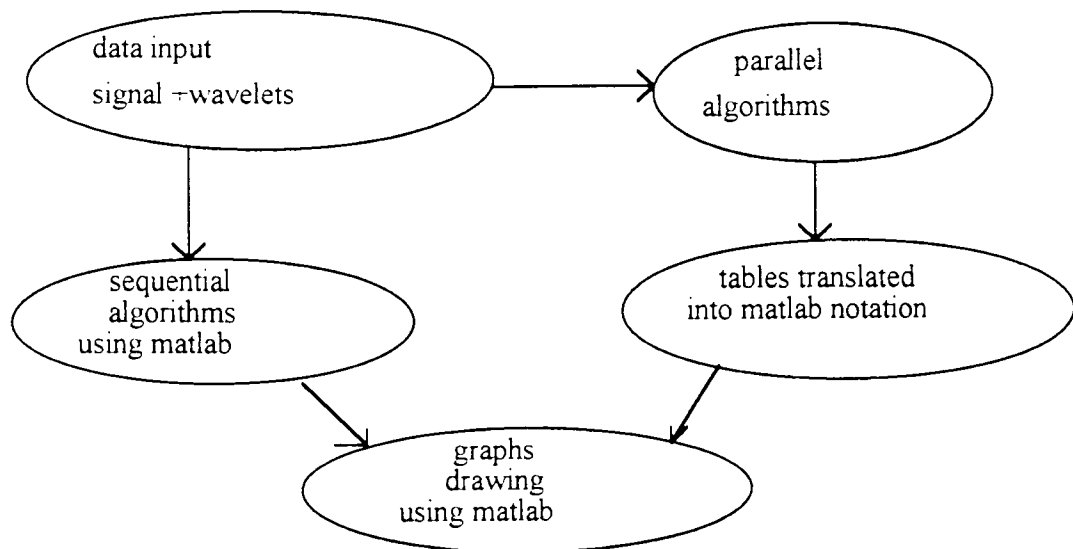 data input
signal +wavelets
parallel
algorithms
sequential
algorithms
using matlab
tables translated
into matlab notation
graphs
drawing
using matlab